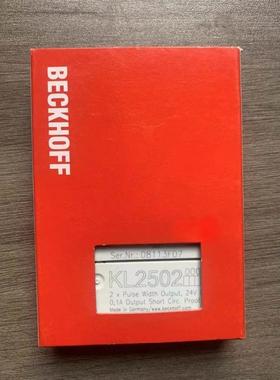 BECKHOFF
Ser.Nr.: 08113F07
KL2502
2 x Pulse Width Output, 24V
0,1A Output Short Circ. Proof
Made in Germany/www.beckhoff.com